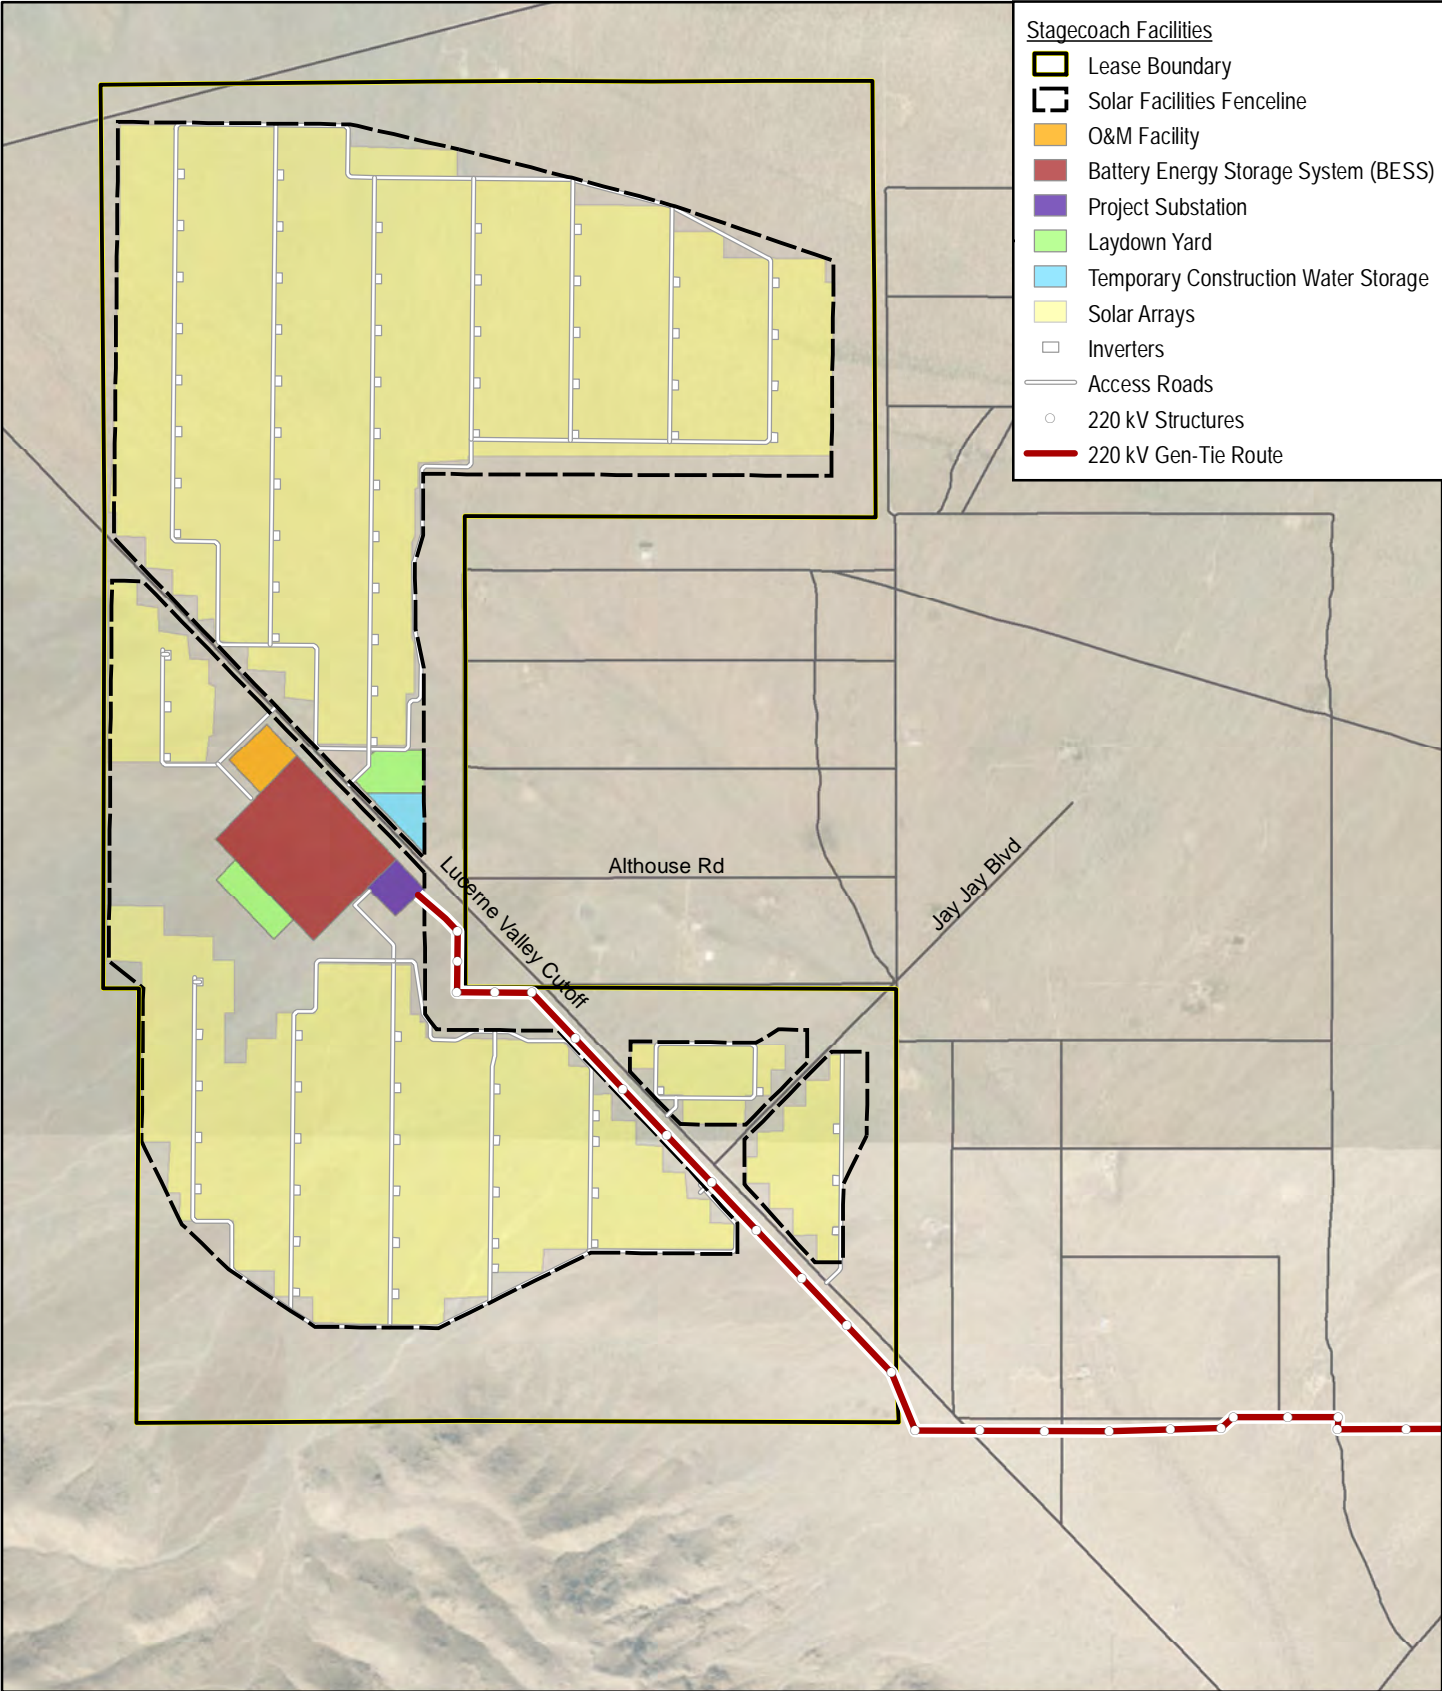 Stagecoach Facilities
Lease Boundary
Solar Facilities Fenceline
O&M Facility
Battery Energy Storage System (BESS)
Project Substation
Laydown Yard
Temporary Construction Water Storage
Solar Arrays
Inverters
Access Roads
220 kV Structures
220 kV Gen-Tie Route
Althouse Rd
Jay Jay Blvd
Lucerne Valley Cutoff